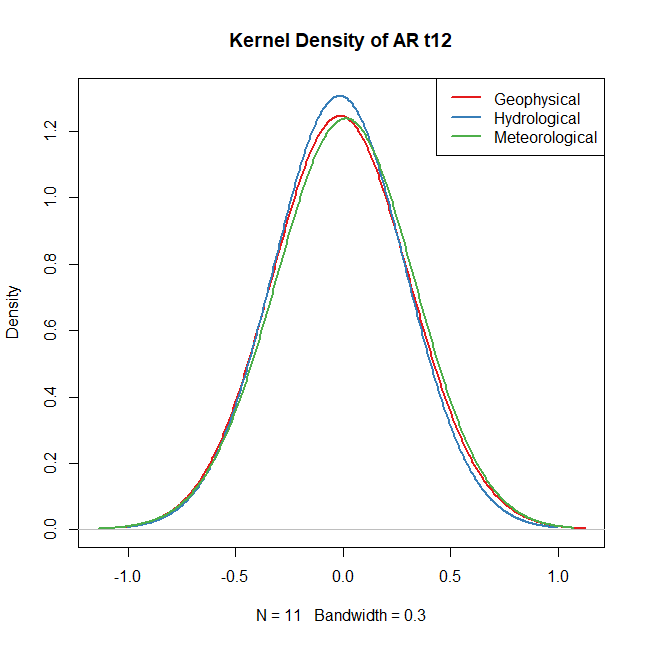 Kernel Density of AR t12
Geophysical
Hydrological
Meteorological
Density
0.0 0.2 0.4 0.6 0.8 1.0 1.2
-1.0 -0.5 0.0 0.5 1.0
N = 11 Bandwidth = 0.3